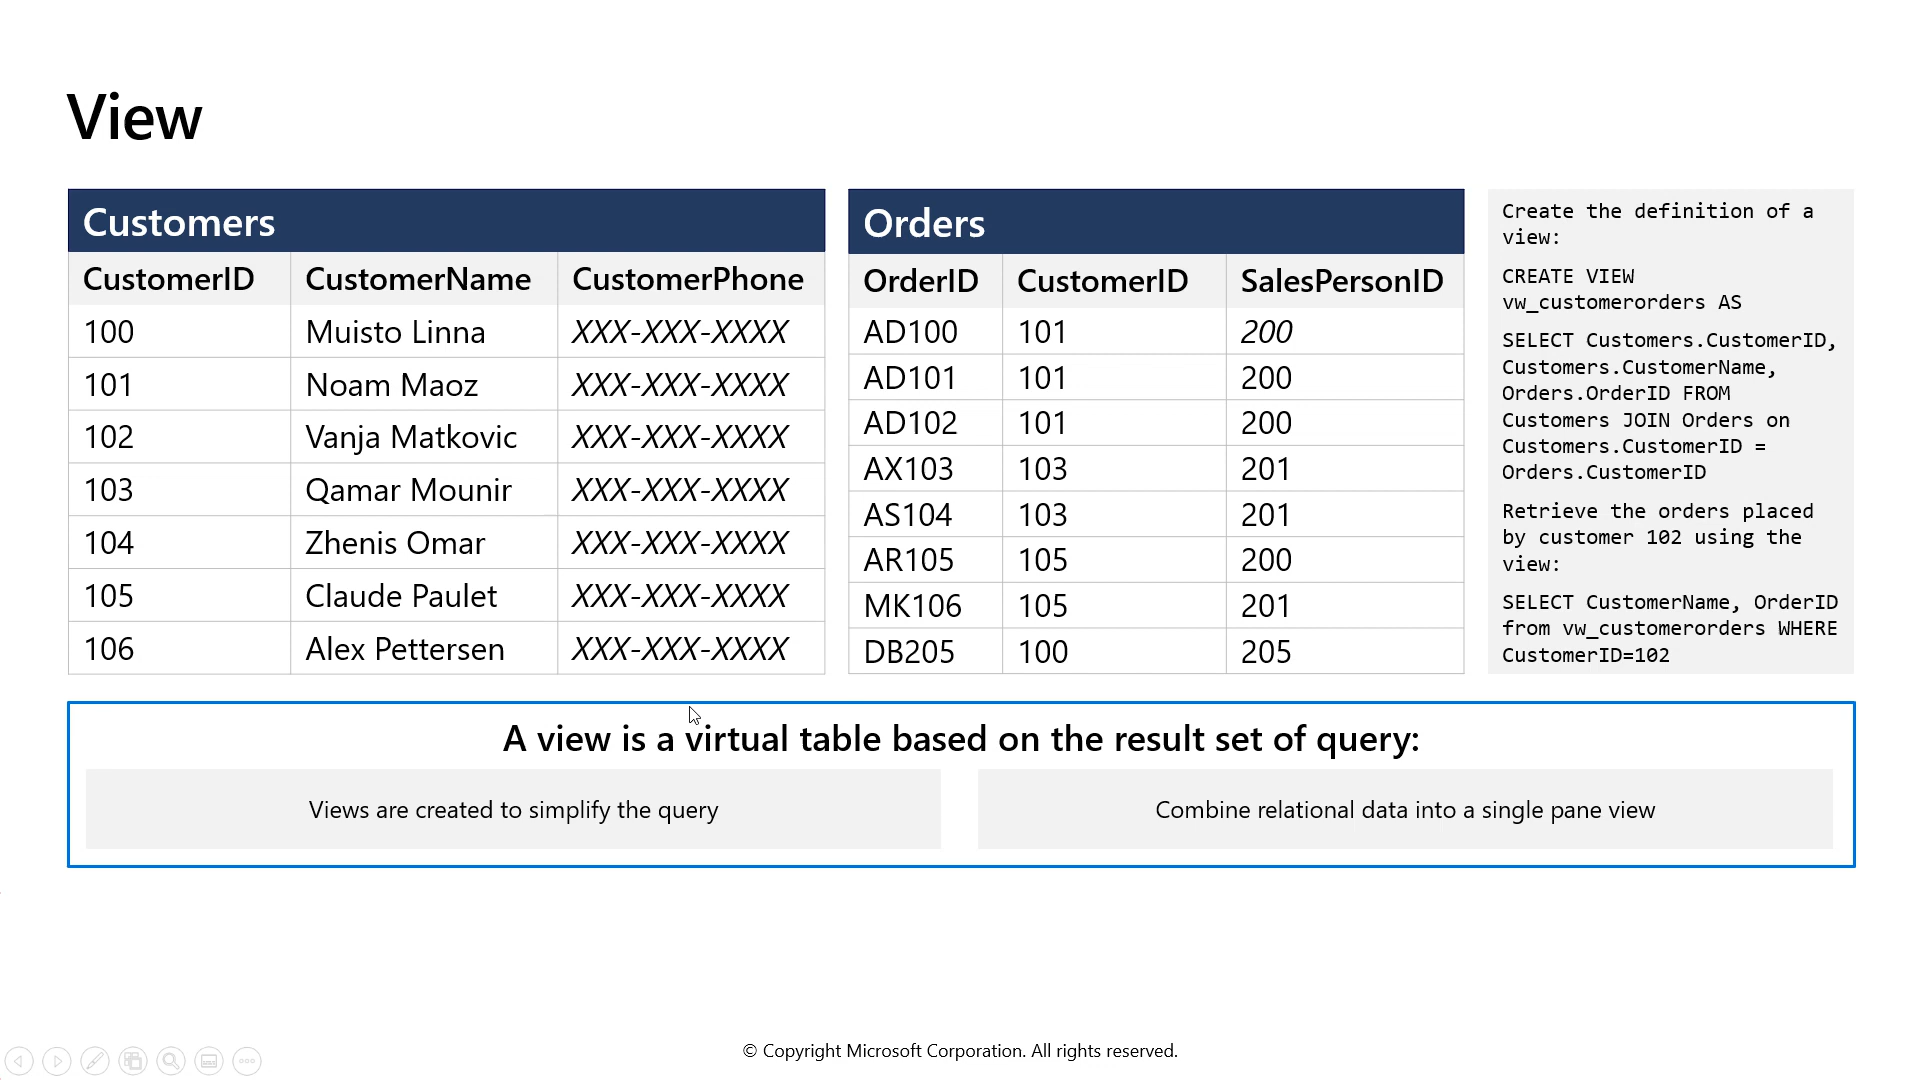 View
Customers
CustomerID CustomerName CustomerPhone
100 Muisto Linna XXX-XXX-XXXX
101 Noam Maoz XXX-XXX-XXXX
102 Vanja Matkovic XXX-XXX-XXXX
103 Qamar Mounir XXX-XXX-XXXX
104 Zhenis Omar XXX-XXX-XXXX
105 Claude Paulet XXX-XXX-XXXX
106 Alex Pettersen XXX-XXX-XXXX
Orders
OrderID CustomerID SalesPersonID
AD100 101 200
AD101 101 200
AD102 101 200
AX103 103 201
AS104 103 201
AR105 105 200
MK106 105 201
DB205 100 205
Create the definition of a
view:
CREATE VIEW
vw_customerorders AS
SELECT Customers.CustomerID,
Customers.CustomerName,
Orders.OrderID FROM
Customers JOIN Orders on
Customers.CustomerID =
Orders.CustomerID
Retrieve the orders placed
by customer 102 using the
view:
SELECT CustomerName, OrderID
from vw_customerorders WHERE
CustomerID=102
A view is a virtual table based on the result set of query:
Views are created to simplify the query
Combine relational data into a single pane view
© Copyright Microsoft Corporation. All rights reserved.